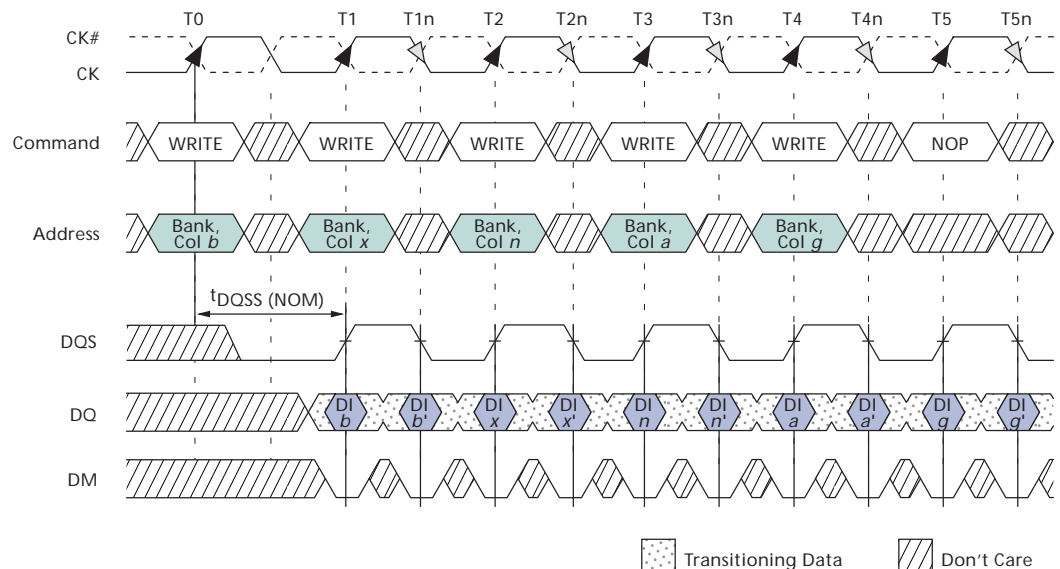 T0 T1 T1n T2 T2n T3 T3n T4 T4n T5 T5n
CK#
CK
Command WRITE WRITE WRITE WRITE WRITE NOP
Address Bank, Col b Bank, Col x Bank, Col n Bank, Col a Bank, Col g
tDQSS (NOM)
DQS
DQ DI b DI b' DI x DI x' DI n DI n' DI a DI a' DI g DI g'
DM
Transitioning Data Don't Care